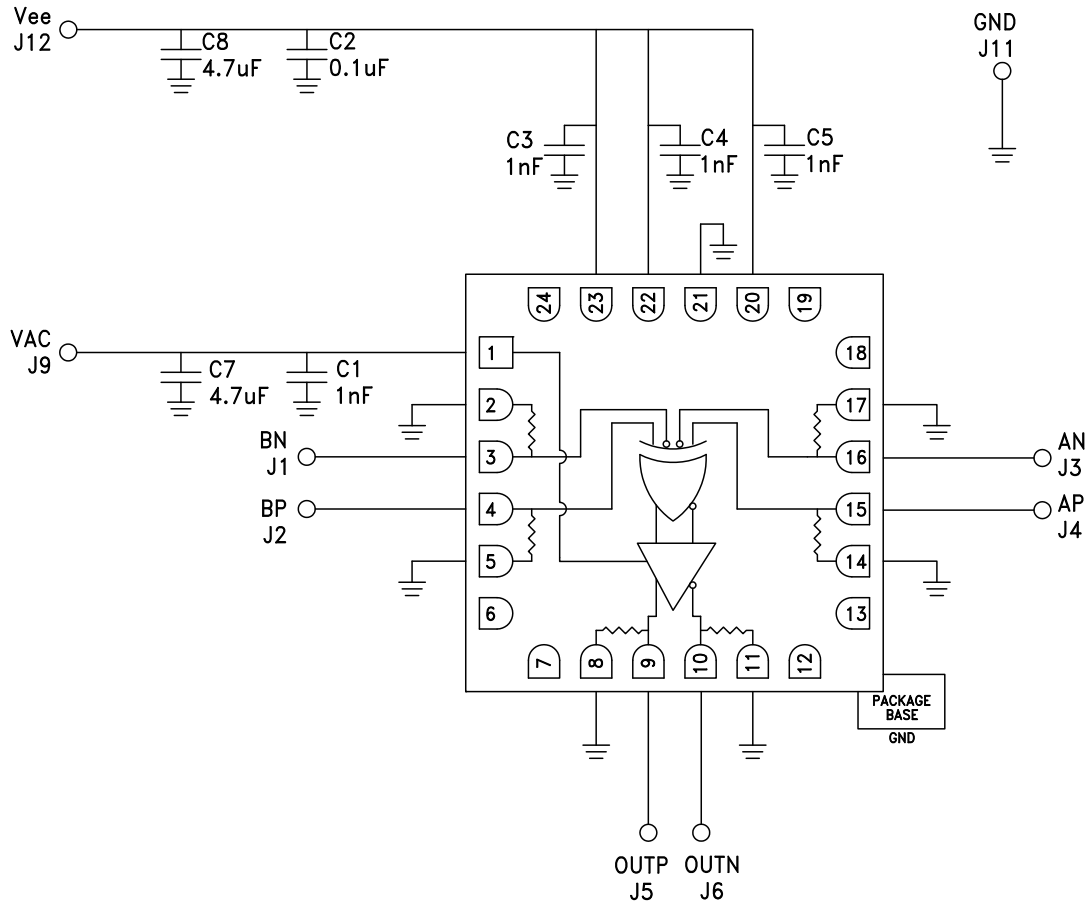 Vee
J12
C8
4.7uF
C2
0.1uF
GND
J11
C3
1nF
C4
1nF
C5
1nF
24
23
22
21
20
19
VAC
J9
C7
4.7uF
C1
1nF
1
18
2
17
BN
J1
3
16
AN
J3
BP
J2
4
15
AP
J4
5
14
6
13
7
8
9
10
11
12
PACKAGE
BASE
GND
OUTP
J5
OUTN
J6